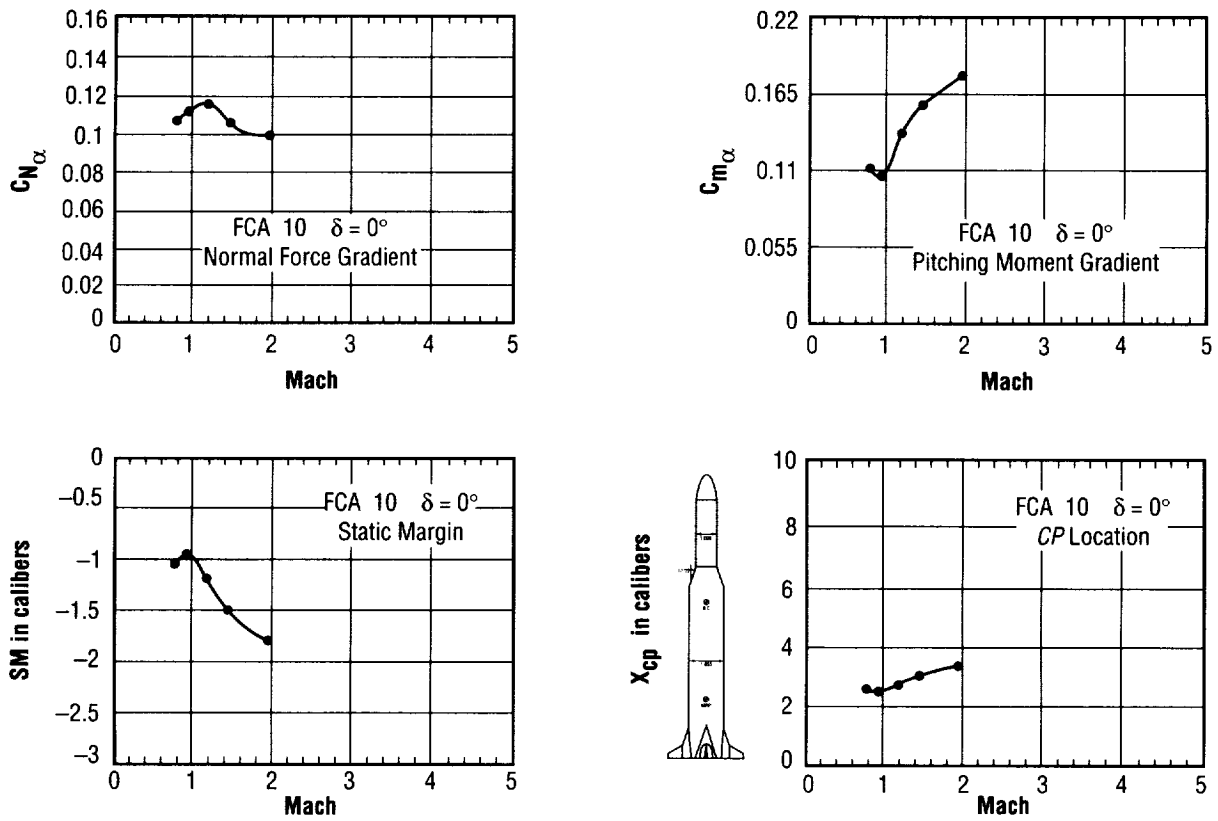 0.16
0.14
0.12
0.1
0.08
0.06
0.04
0.02
0
C_Nα
FCA 10 δ = 0°
Normal Force Gradient
0 1 2 3 4 5
Mach
0.22
0.165
0.11
0.055
0
C_mα
FCA 10 δ = 0°
Pitching Moment Gradient
0 1 2 3 4 5
Mach
0
−0.5
−1
−1.5
−2
−2.5
−3
SM in calibers
FCA 10 δ = 0°
Static Margin
0 1 2 3 4 5
Mach
X_cp in calibers
10
8
6
4
2
0
FCA 10 δ = 0°
CP Location
0 1 2 3 4 5
Mach